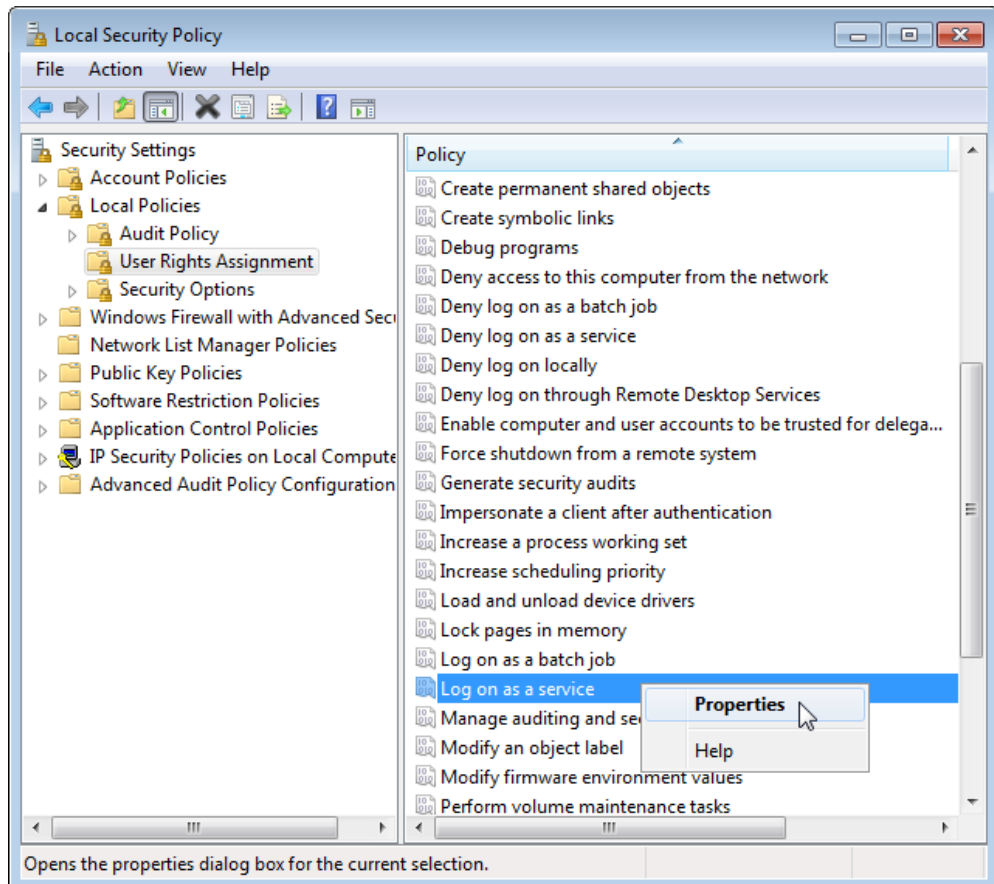 Local Security Policy
File Action View Help
Security Settings
Account Policies
Local Policies
Audit Policy
User Rights Assignment
Security Options
Windows Firewall with Advanced Secu
Network List Manager Policies
Public Key Policies
Software Restriction Policies
Application Control Policies
IP Security Policies on Local Compute
Advanced Audit Policy Configuration
Policy
Create permanent shared objects
Create symbolic links
Debug programs
Deny access to this computer from the network
Deny log on as a batch job
Deny log on as a service
Deny log on locally
Deny log on through Remote Desktop Services
Enable computer and user accounts to be trusted for delega...
Force shutdown from a remote system
Generate security audits
Impersonate a client after authentication
Increase a process working set
Increase scheduling priority
Load and unload device drivers
Lock pages in memory
Log on as a batch job
Log on as a service
Manage auditing and se
Modify an object label
Modify firmware environment values
Perform volume maintenance tasks
Properties
Help
Opens the properties dialog box for the current selection.